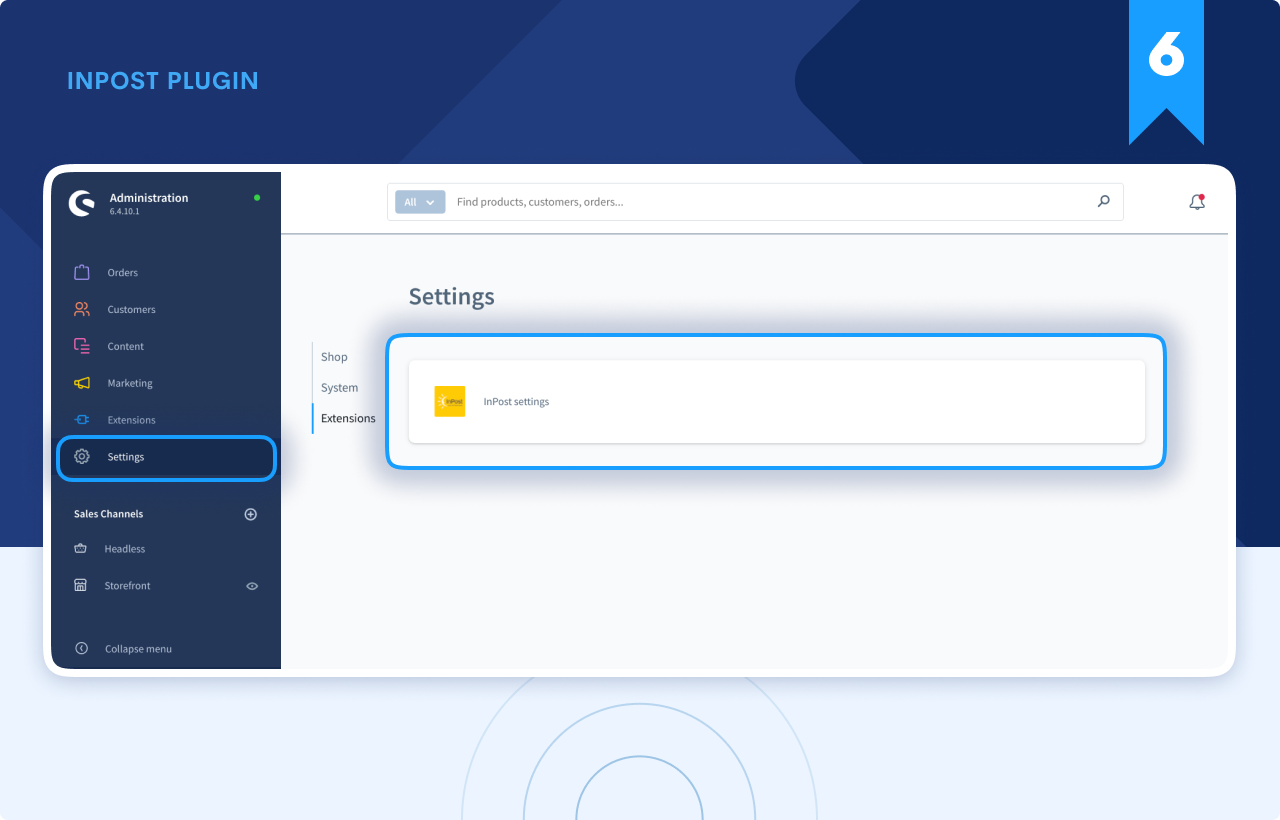 INPOST PLUGIN
6
Administration
6.4.10.1
All
Find products, customers, orders...
Orders
Customers
Content
Marketing
Extensions
Settings
Sales Channels
Headless
Storefront
Collapse menu
Settings
Shop
System
Extensions
InPost
InPost settings